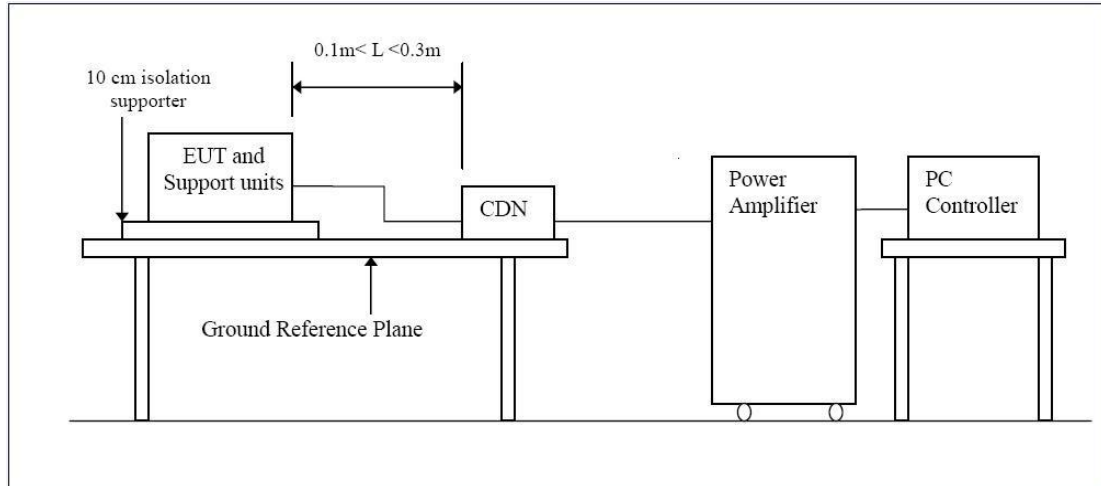 0.1m< L <0.3m
10 cm isolation
supporter
EUT and
Support units
CDN
Power
Amplifier
PC
Controller
Ground Reference Plane